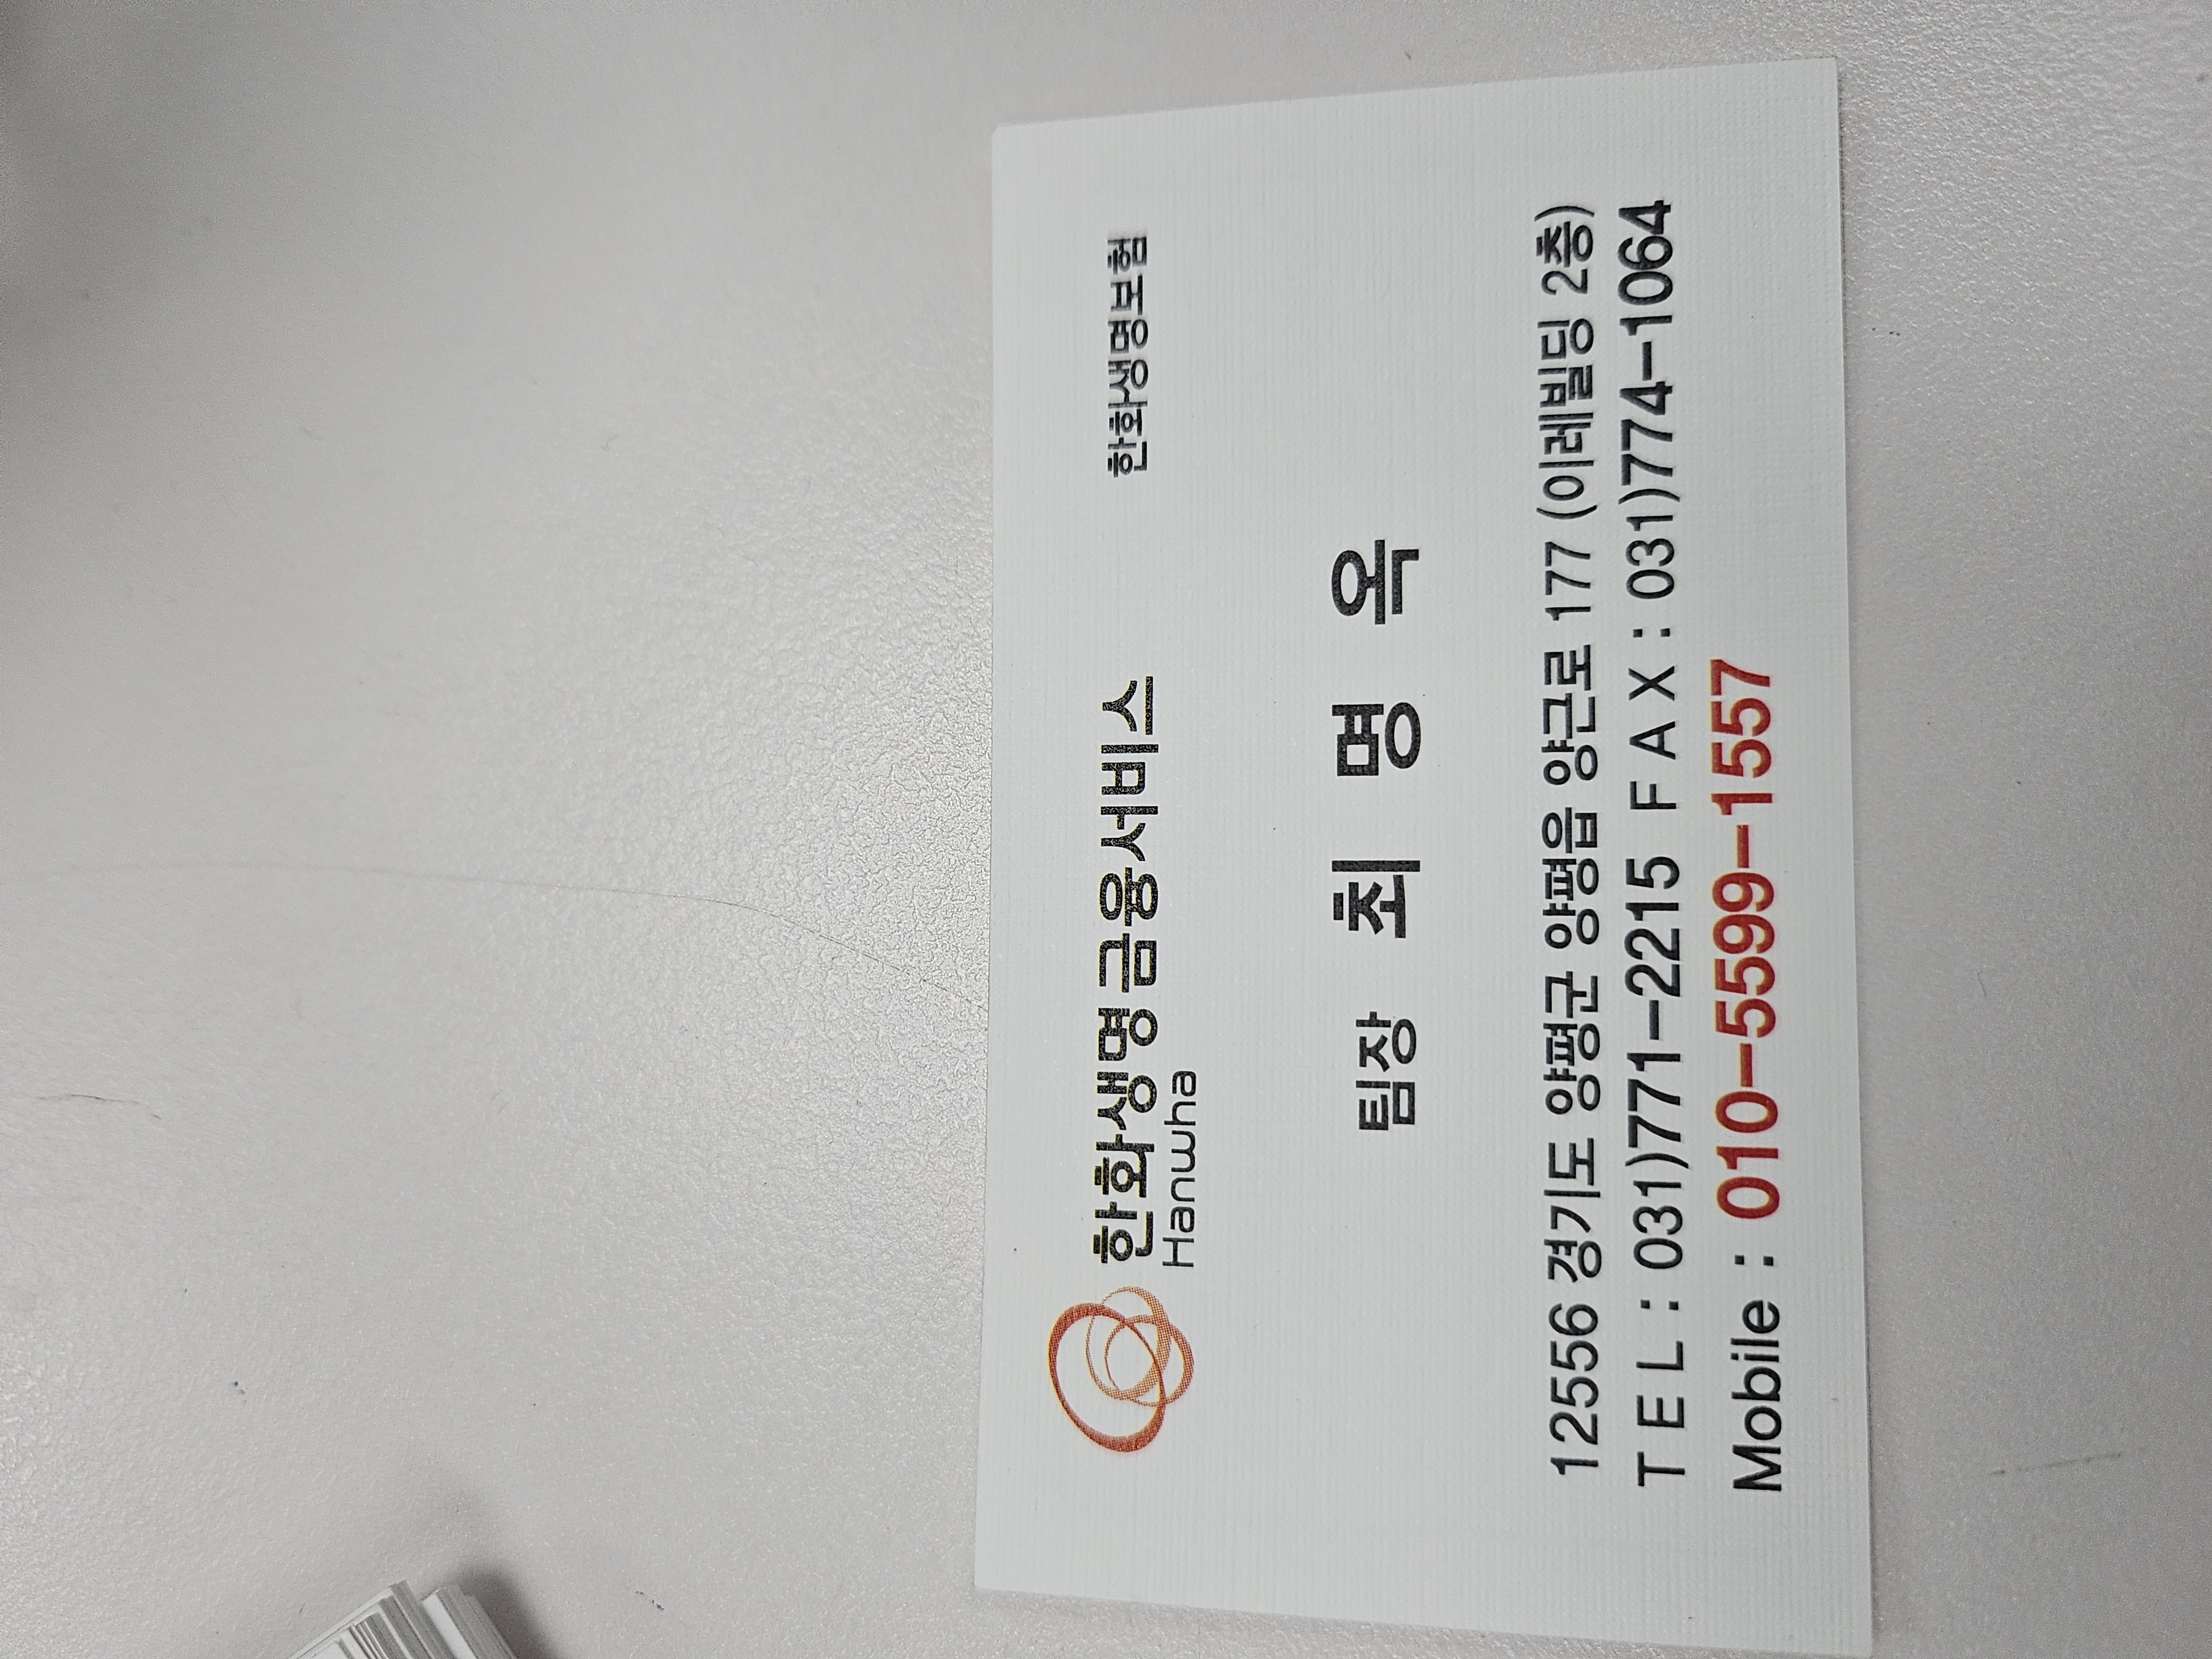 한화생명금융서비스 한화생명보험
Hanwha
팀장 최 명 옥
12556 경기도 양평군 양평읍 양근로 177 (이레빌딩 2층)
T E L : 031)771-2215 F A X : 031)774-1064
Mobile : 010-5599-1557